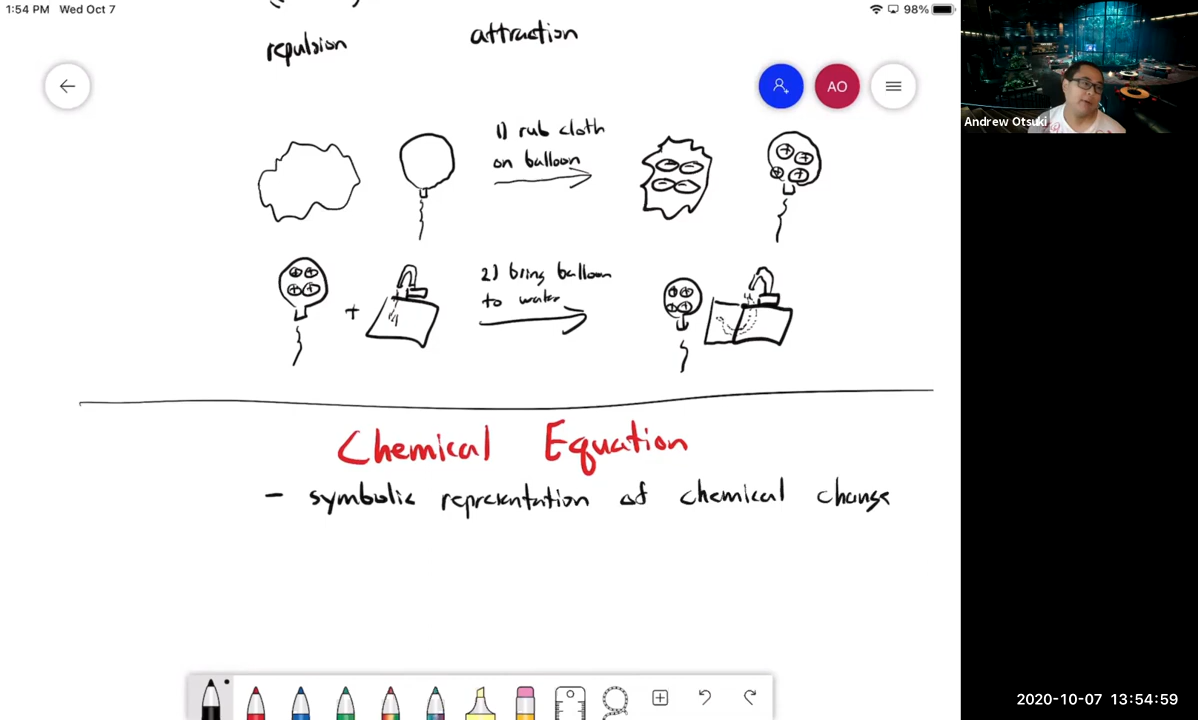 1:54 PM Wed Oct 7
98%
repulsion
attraction
AO
Andrew Otsuki
1) rub cloth
on balloon
2) bring balloon
+
to water
Chemical Equation
- symbolic representation of chemical change
2020-10-07 13:54:59